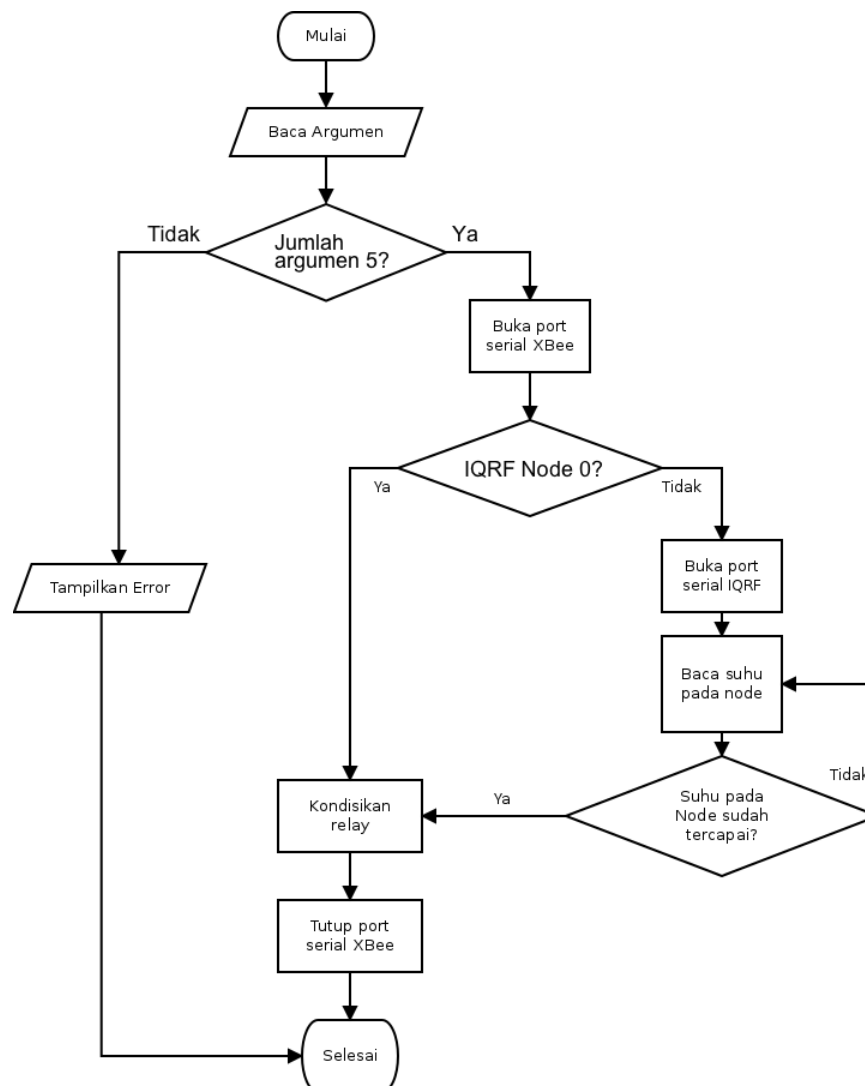 Mulai
Baca Argumen
Tidak
Ya
Jumlah
argumen 5?
Buka port
serial XBee
IQRF Node 0?
Ya
Tidak
Buka port
serial IQRF
Tampilkan Error
Baca suhu
pada node
Tidak
Suhu pada
Node sudah
tercapai?
Ya
Kondisikan
relay
Tutup port
serial XBee
Selesai